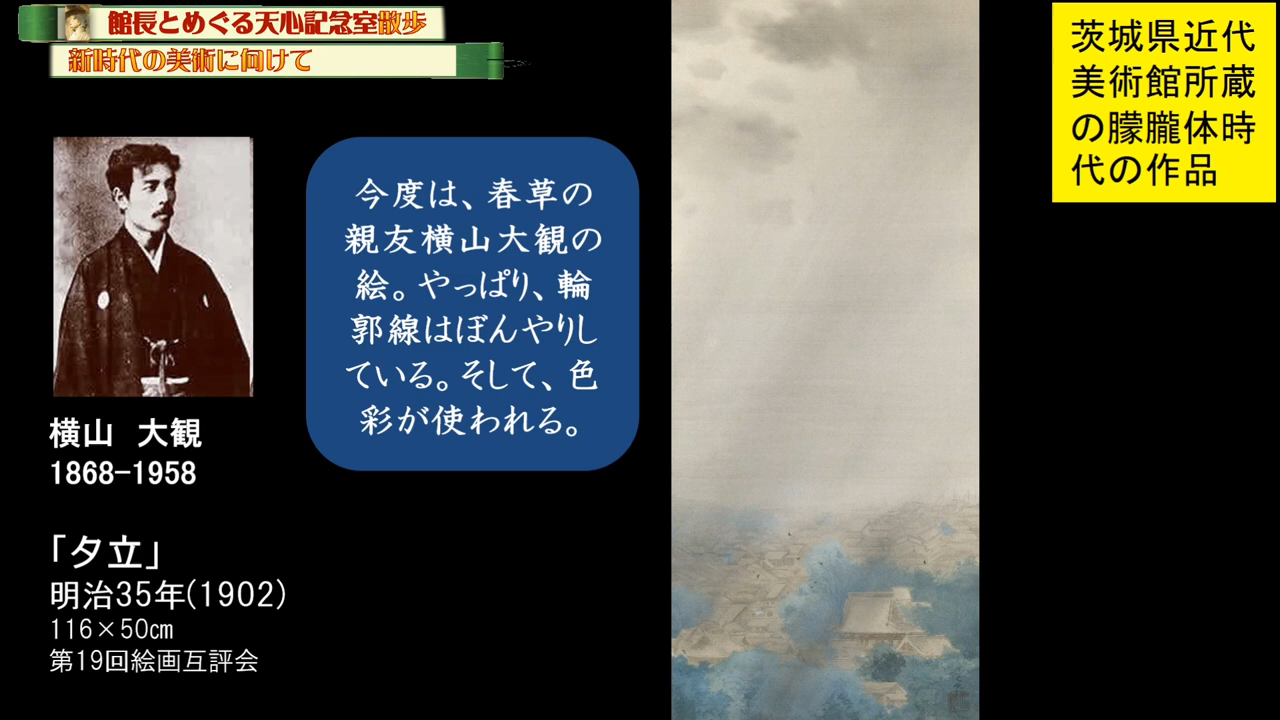 館長とめぐる天心記念室散歩
新時代の美術に向けて
茨城県近代
美術館所蔵
の朦朧体時
代の作品
今度は、春草の
親友横山大観の
絵。やっぱり、輪
郭線はぼんやりし
ている。そして、色
彩が使われる。
横山 大観
1868-1958
「夕立」
明治35年(1902)
116×50㎝
第19回絵画互評会